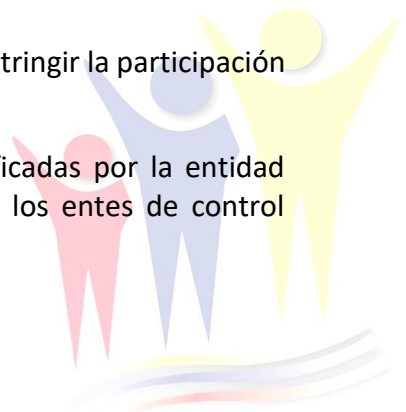 tringir la participación
icadas por la entidad
los entes de control